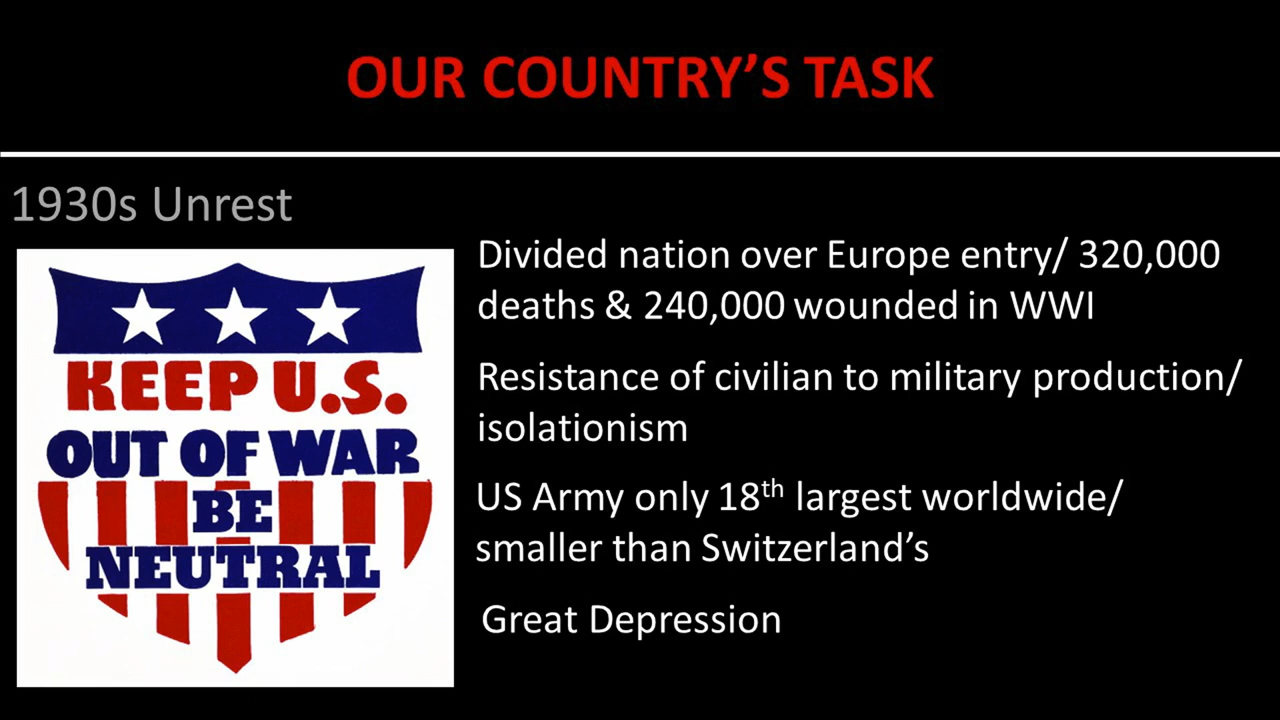 OUR COUNTRY’S TASK
1930s Unrest
KEEP U.S.
OUT OF WAR
BE
NEUTRAL
Divided nation over Europe entry/ 320,000
deaths & 240,000 wounded in WWI
Resistance of civilian to military production/
isolationism
US Army only 18th largest worldwide/
smaller than Switzerland’s
Great Depression